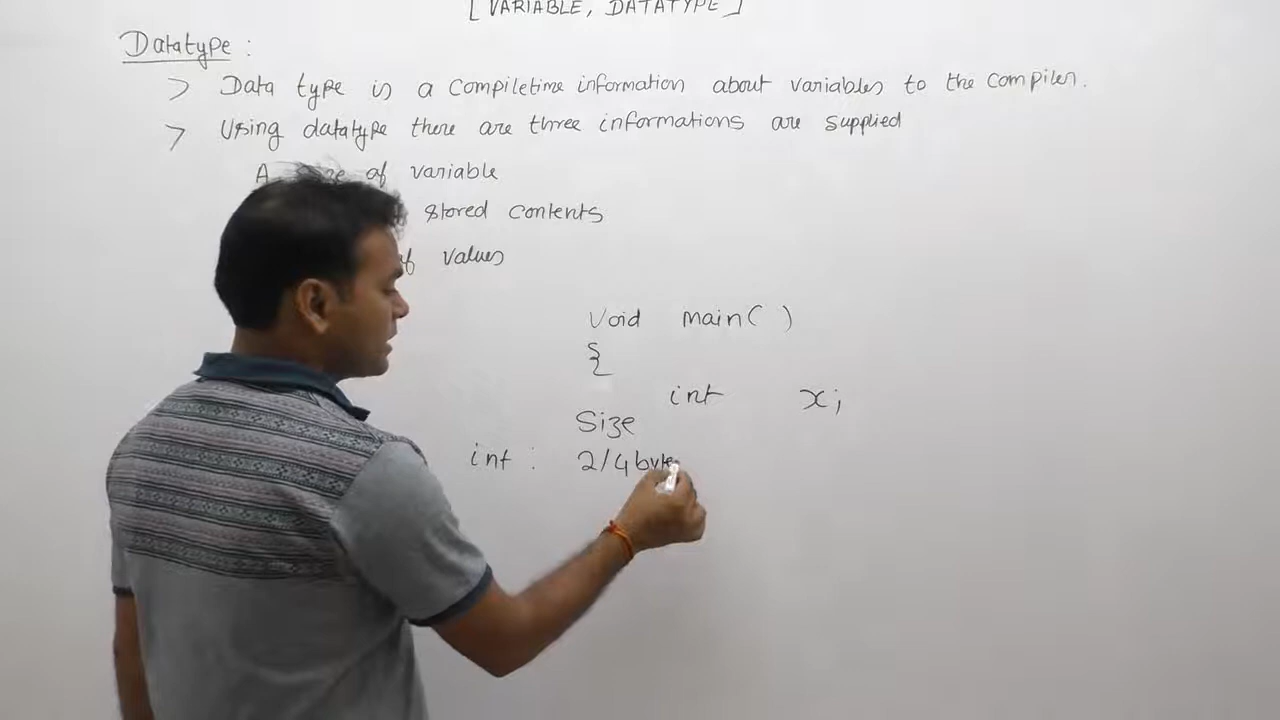 [ VARIABLE, DATATYPE ]
Datatype :
> Data type is a compiletime information about variables to the compiler.
> Using datatype there are three informations are supplied
A of variable
stored contents
of values
Void main( )
{
int x;
Size
int : 2/4 byte